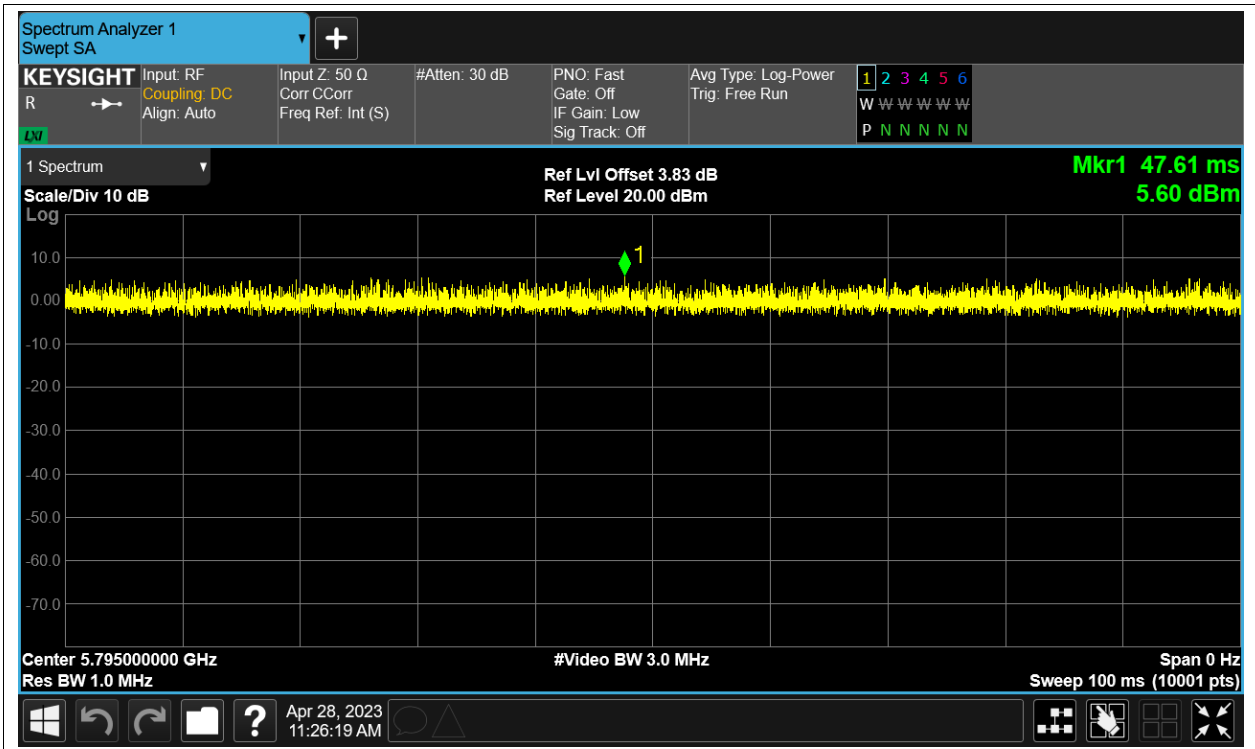 Spectrum Analyzer 1
Swept SA
KEYSIGHT
R
LXI
Input: RF
Coupling: DC
Align: Auto
Input Z: 50 Ω
Corr CCorr
Freq Ref: Int (S)
#Atten: 30 dB
PNO: Fast
Gate: Off
IF Gain: Low
Sig Track: Off
Avg Type: Log-Power
Trig: Free Run
1 2 3 4 5 6
W W W W W W
P N N N N N
1 Spectrum
Scale/Div 10 dB
Log
Ref Lvl Offset 3.83 dB
Ref Level 20.00 dBm
Mkr1 47.61 ms
5.60 dBm
1
10.0
0.00
-10.0
-20.0
-30.0
-40.0
-50.0
-60.0
-70.0
Center 5.795000000 GHz
Res BW 1.0 MHz
#Video BW 3.0 MHz
Span 0 Hz
Sweep 100 ms (10001 pts)
?
Apr 28, 2023
11:26:19 AM